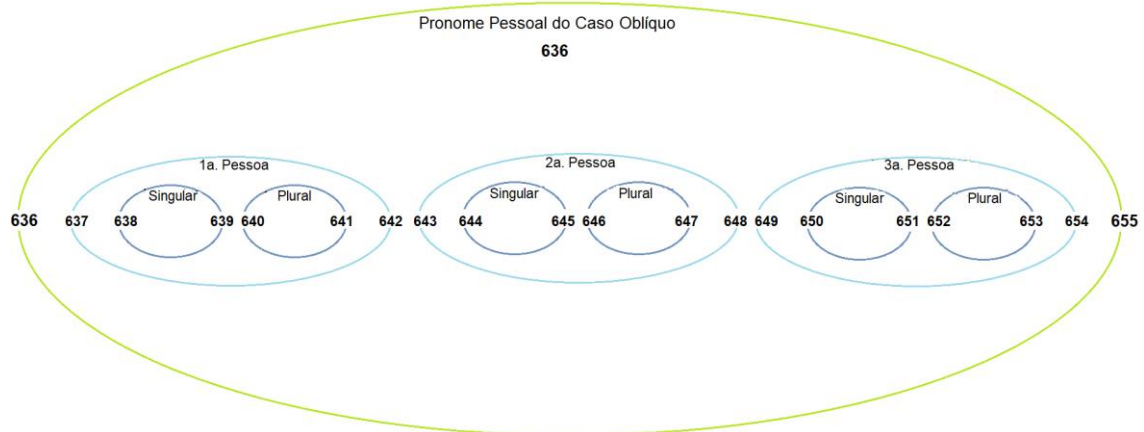 Pronome Pessoal do Caso Oblíquo
636
1a. Pessoa
2a. Pessoa
3a. Pessoa
Singular
Plural
Singular
Plural
Singular
Plural
636 637 638 639 640 641 642 643 644 645 646 647 648 649 650 651 652 653 654 655